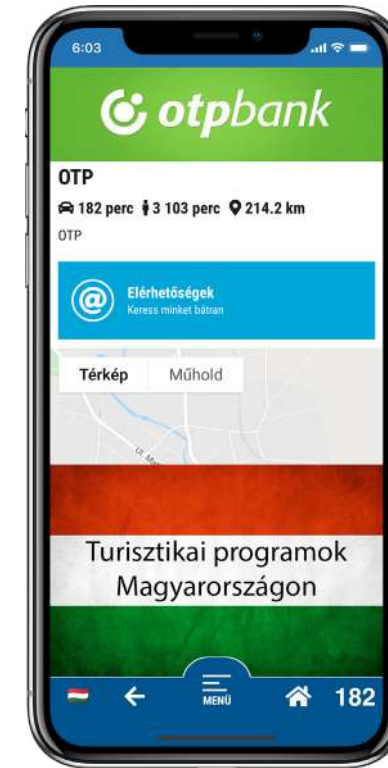 6:03
otpbank
OTP
182 perc 3 103 perc 214.2 km
OTP
@
Elérhetőségek
Keress minket bátran
Térkép Műhold
Turisztikai programok
Magyarországon
MENÜ
182